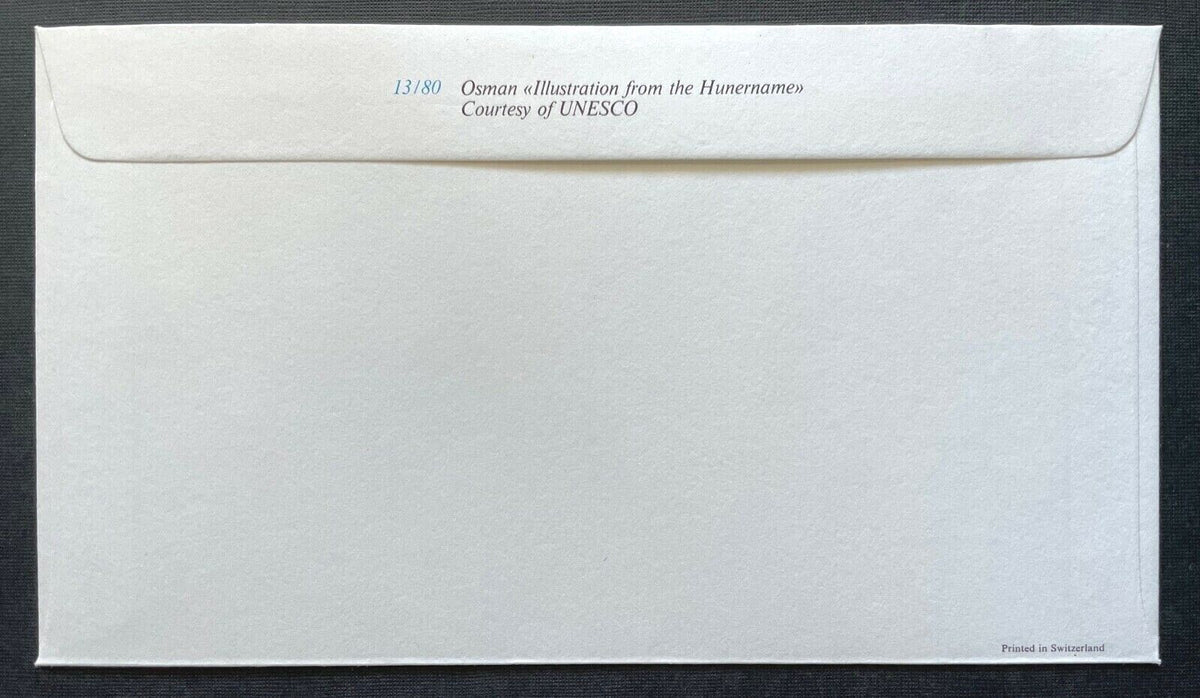 13/80 Osman «Illustration from the Hunername»
Courtesy of UNESCO
Printed in Switzerland